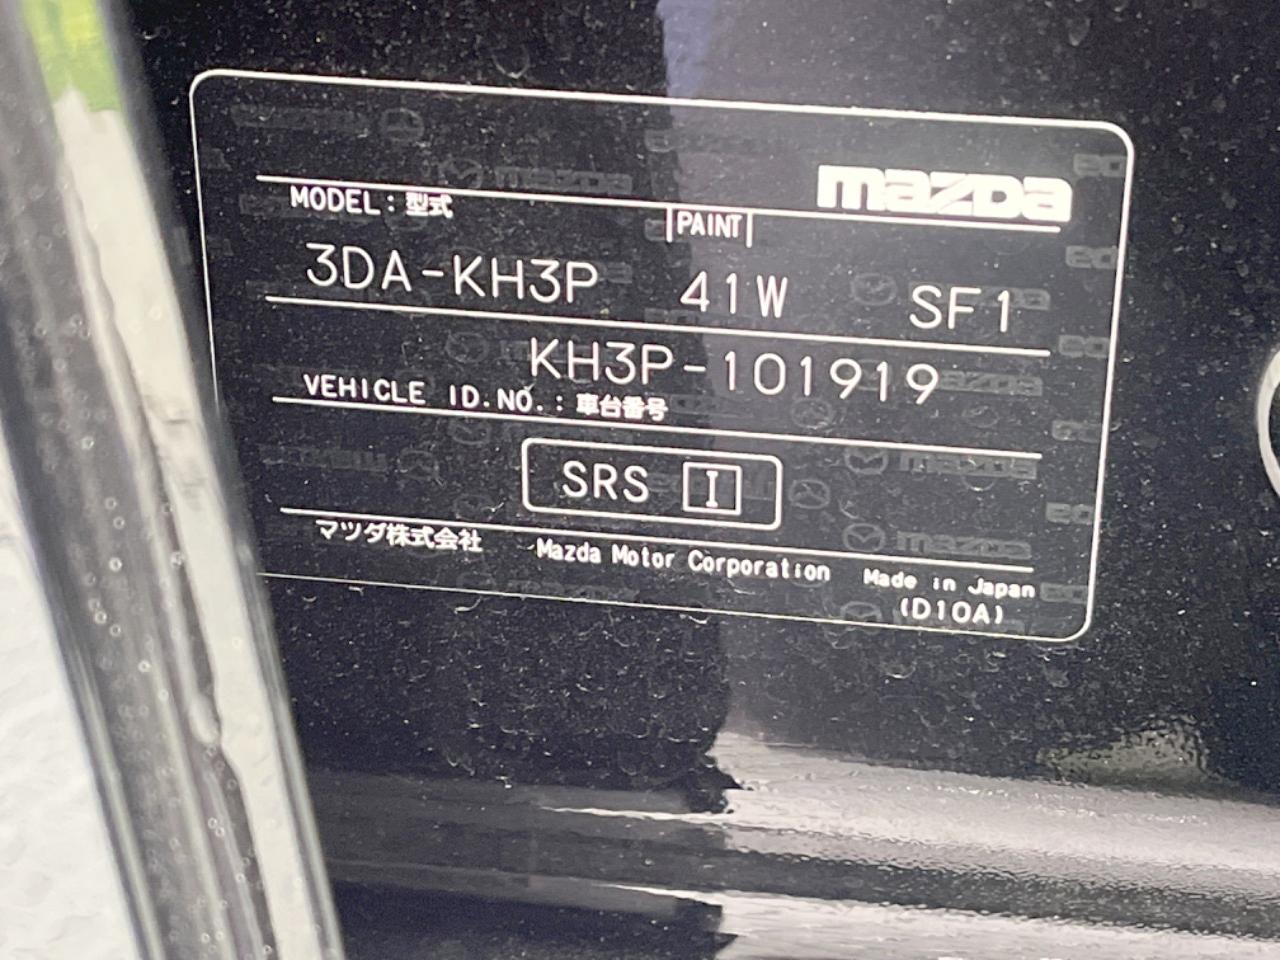 mazda
MODEL: 型式 PAINT
3DA-KH3P 41W SF1
KH3P-101919
VEHICLE ID.NO.: 車台番号
SRS I
マツダ株式会社 Mazda Motor Corporation Made in Japan
(D10A)